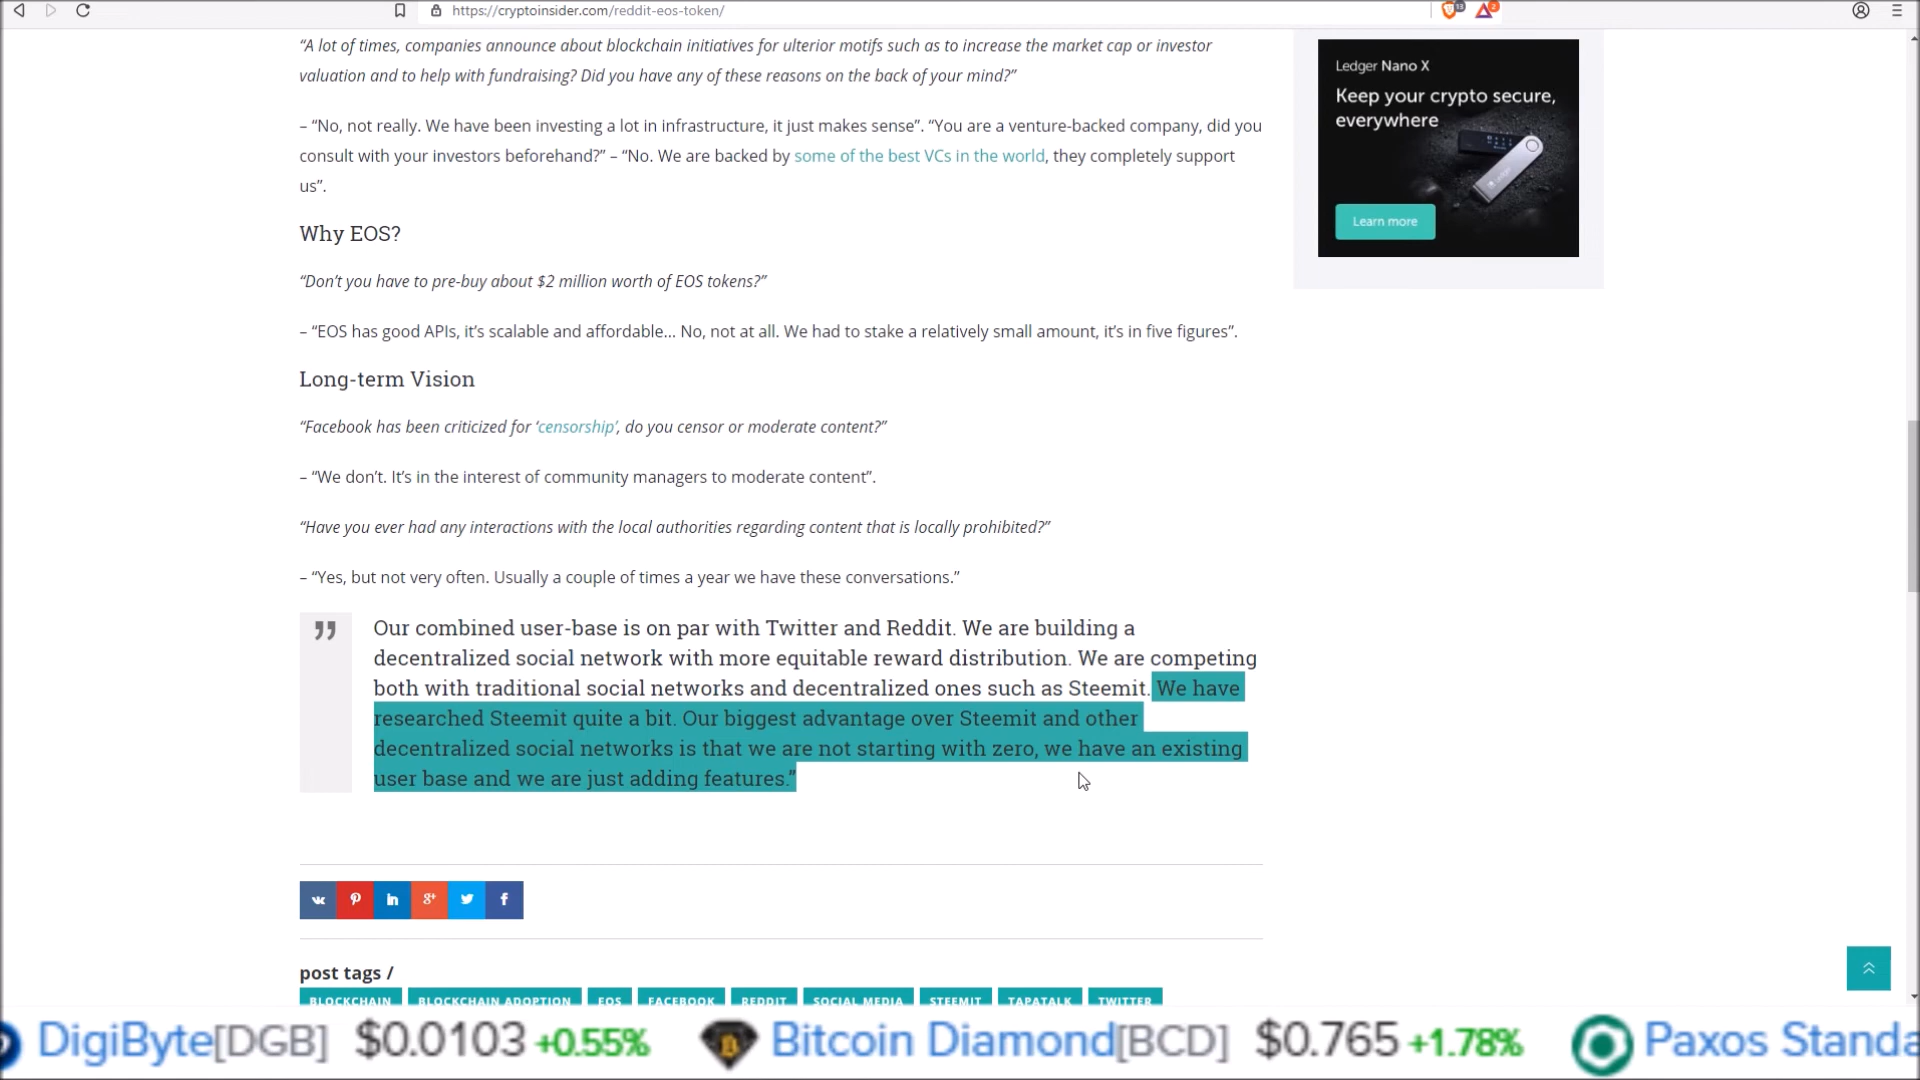 https://cryptoinsider.com/reddit-eos-token/
13
2
“A lot of times, companies announce about blockchain initiatives for ulterior motifs such as to increase the market cap or investor
valuation and to help with fundraising? Did you have any of these reasons on the back of your mind?”
– “No, not really. We have been investing a lot in infrastructure, it just makes sense”. “You are a venture-backed company, did you
consult with your investors beforehand?” – “No. We are backed by some of the best VCs in the world, they completely support
us”.
Why EOS?
“Don’t you have to pre-buy about $2 million worth of EOS tokens?”
– “EOS has good APIs, it’s scalable and affordable… No, not at all. We had to stake a relatively small amount, it’s in five figures”.
Long-term Vision
“Facebook has been criticized for ‘censorship’, do you censor or moderate content?”
– “We don’t. It’s in the interest of community managers to moderate content”.
“Have you ever had any interactions with the local authorities regarding content that is locally prohibited?”
– “Yes, but not very often. Usually a couple of times a year we have these conversations.”
Our combined user-base is on par with Twitter and Reddit. We are building a
decentralized social network with more equitable reward distribution. We are competing
both with traditional social networks and decentralized ones such as Steemit. We have
researched Steemit quite a bit. Our biggest advantage over Steemit and other
decentralized social networks is that we are not starting with zero, we have an existing
user base and we are just adding features.”
Ledger Nano X
Keep your crypto secure,
everywhere
Learn more
post tags /
BLOCKCHAIN BLOCKCHAIN ADOPTION EOS FACEBOOK REDDIT SOCIAL MEDIA STEEMIT TAPATALK TWITTER
DigiByte[DGB] $0.0103 +0.55% Bitcoin Diamond[BCD] $0.765 +1.78% Paxos Standa